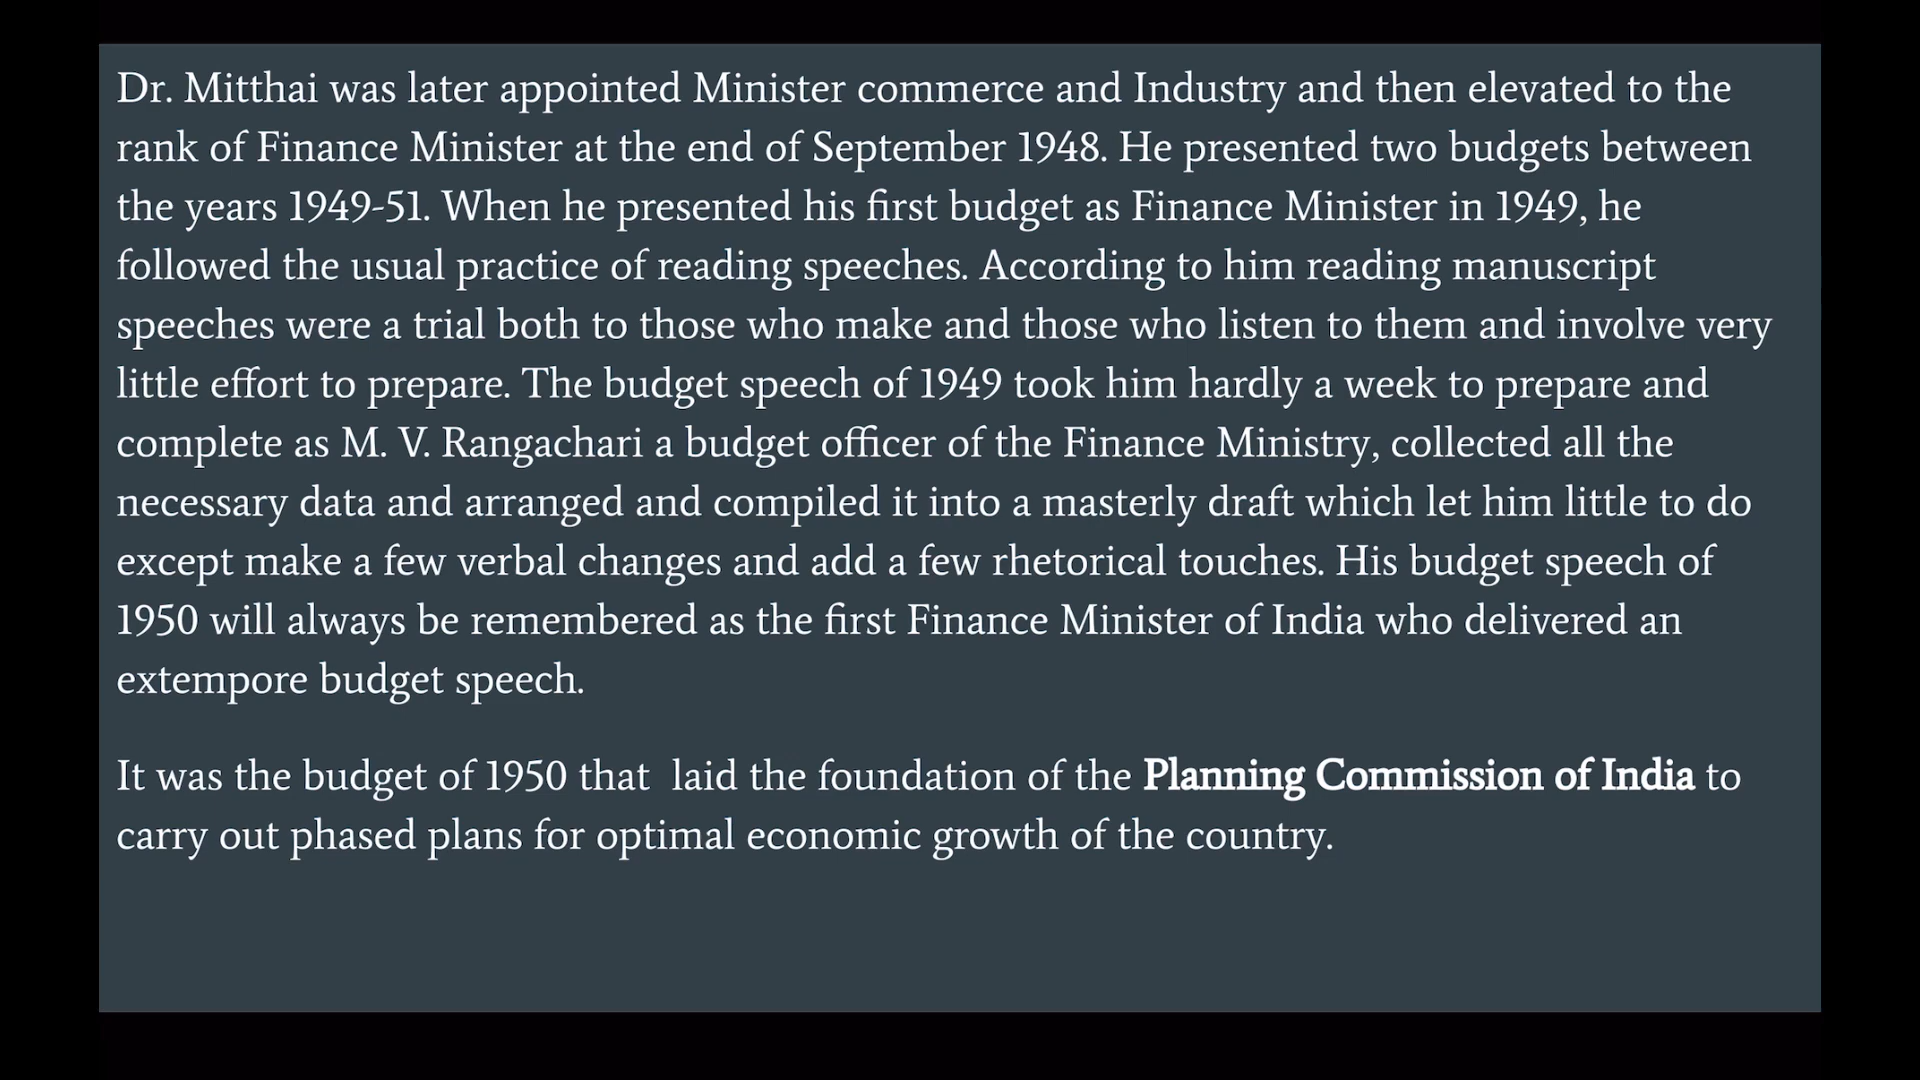 Dr. Mitthai was later appointed Minister commerce and Industry and then elevated to the
rank of Finance Minister at the end of September 1948. He presented two budgets between
the years 1949-51. When he presented his first budget as Finance Minister in 1949, he
followed the usual practice of reading speeches. According to him reading manuscript
speeches were a trial both to those who make and those who listen to them and involve very
little effort to prepare. The budget speech of 1949 took him hardly a week to prepare and
complete as M. V. Rangachari a budget officer of the Finance Ministry, collected all the
necessary data and arranged and compiled it into a masterly draft which let him little to do
except make a few verbal changes and add a few rhetorical touches. His budget speech of
1950 will always be remembered as the first Finance Minister of India who delivered an
extempore budget speech.
It was the budget of 1950 that  laid the foundation of the Planning Commission of India to
carry out phased plans for optimal economic growth of the country.